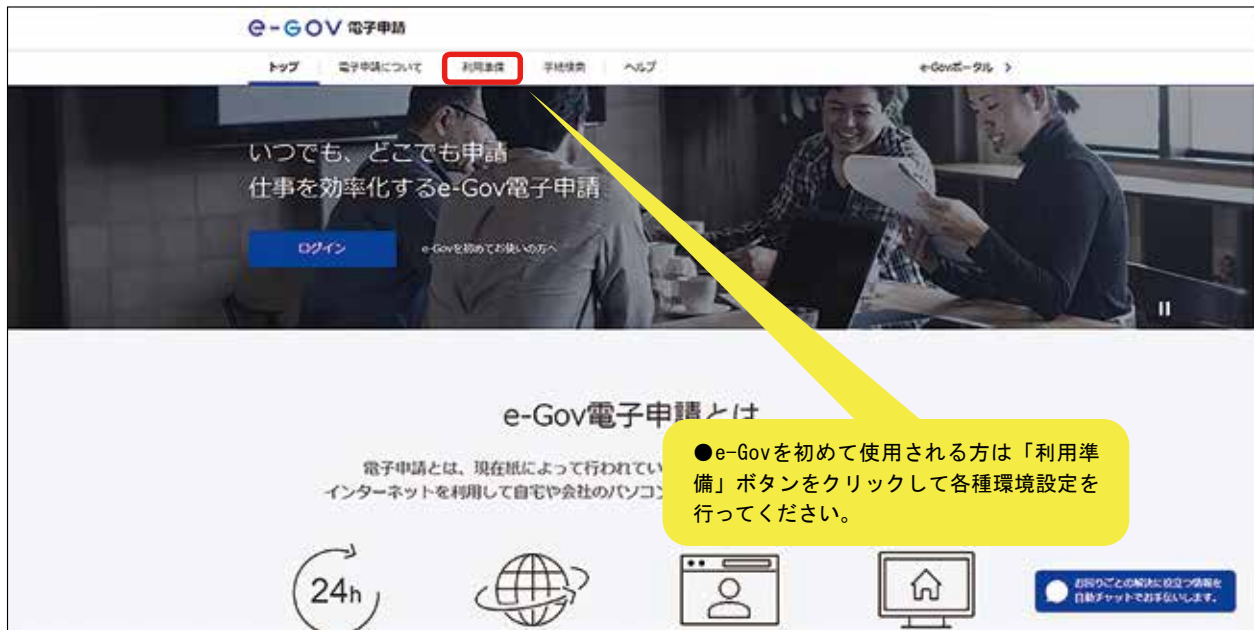 e-GOV 電子申請
トップ 電子申請について 利用準備 手続検索 ヘルプ e-Govポータル >
いつでも、どこでも申請
仕事を効率化するe-Gov電子申請
ログイン e-Govを初めてお使いの方へ
e-Gov電子申請とは
●e-Govを初めて使用される方は「利用準
備」ボタンをクリックして各種環境設定を
行ってください。
電子申請とは、現在紙によって行われてい
インターネットを利用して自宅や会社のパソコン
24h
お困りごとの解決に役立つ情報を
自動チャットでお手伝いします。